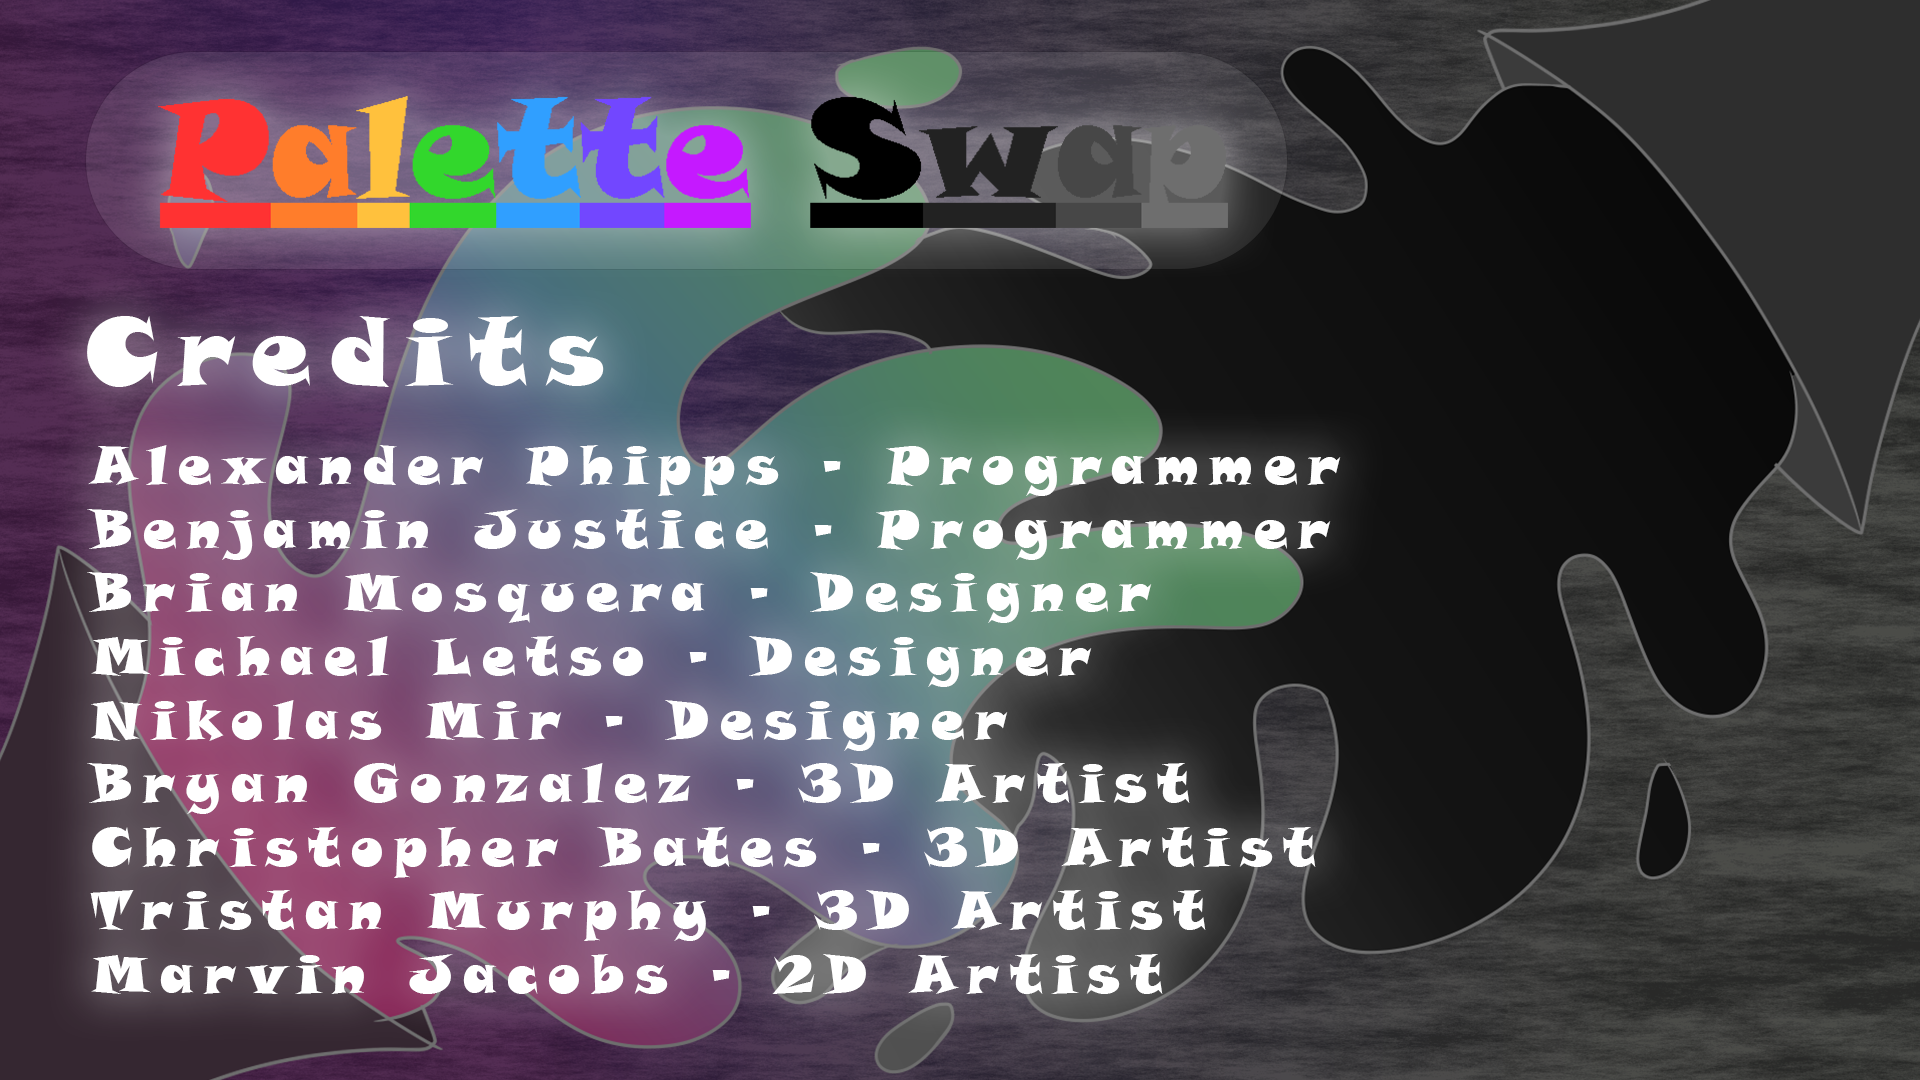 Palette Swap
Credits
Alexander Phipps - Programmer
Benjamin Justice - Programmer
Brian Mosquera - Designer
Michael Letso - Designer
Nikolas Mir - Designer
Bryan Gonzalez - 3D Artist
Christopher Bates - 3D Artist
Tristan Murphy - 3D Artist
Marvin Jacobs - 2D Artist